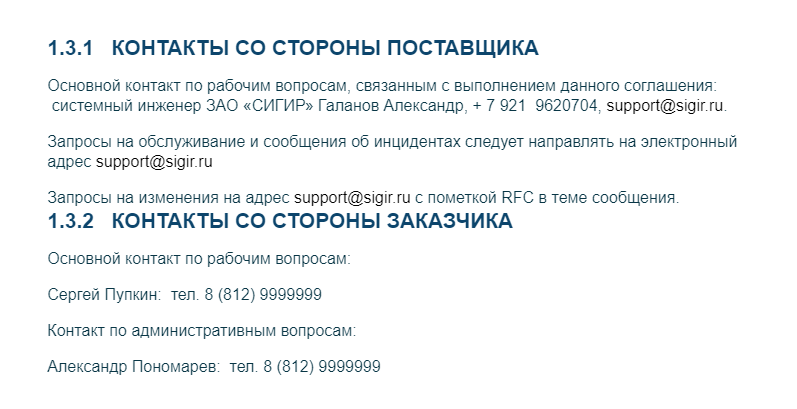 1.3.1 КОНТАКТЫ СО СТОРОНЫ ПОСТАВЩИКА
Основной контакт по рабочим вопросам, связанным с выполнением данного соглашения:
системный инженер ЗАО «СИГИР» Галанов Александр, + 7 921 9620704, support@sigir.ru.
Запросы на обслуживание и сообщения об инцидентах следует направлять на электронный
адрес support@sigir.ru
Запросы на изменения на адрес support@sigir.ru с пометкой RFC в теме сообщения.
1.3.2 КОНТАКТЫ СО СТОРОНЫ ЗАКАЗЧИКА
Основной контакт по рабочим вопросам:
Сергей Пупкин: тел. 8 (812) 9999999
Контакт по административным вопросам:
Александр Пономарев: тел. 8 (812) 9999999